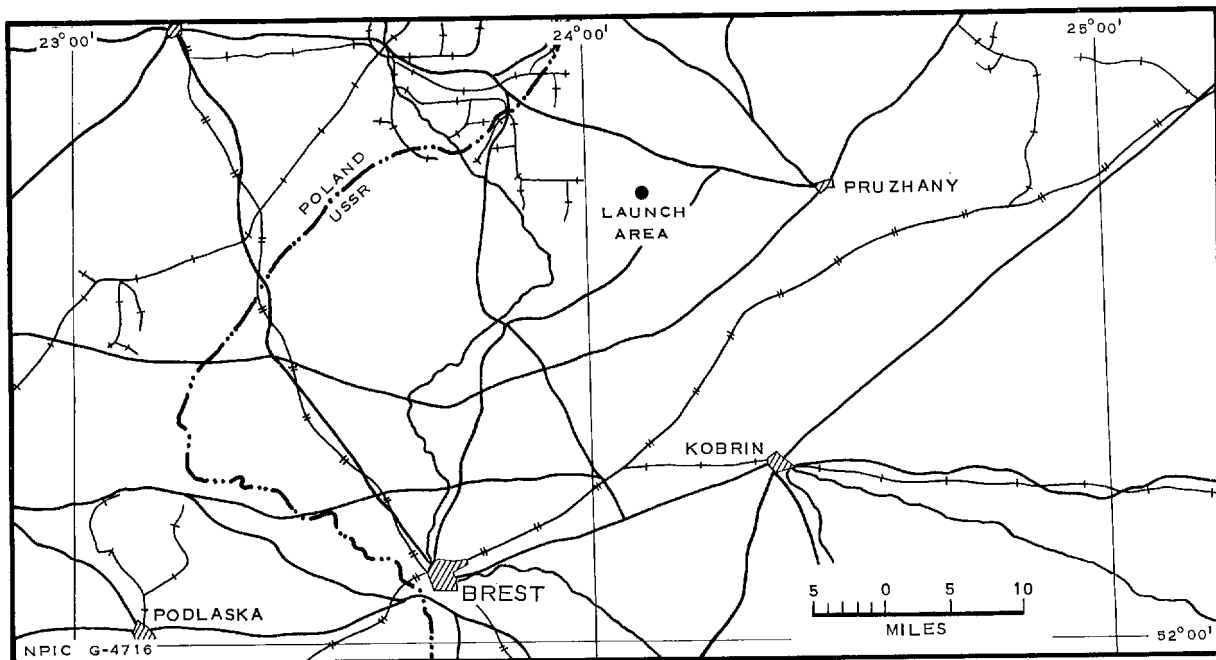 23°00'
24°00'
25°00'
POLAND
USSR
LAUNCH
AREA
PRUZHANY
KOBRIN
BREST
PODLASKA
5 0 5 10
MILES
NPIC G-4716
52°00'